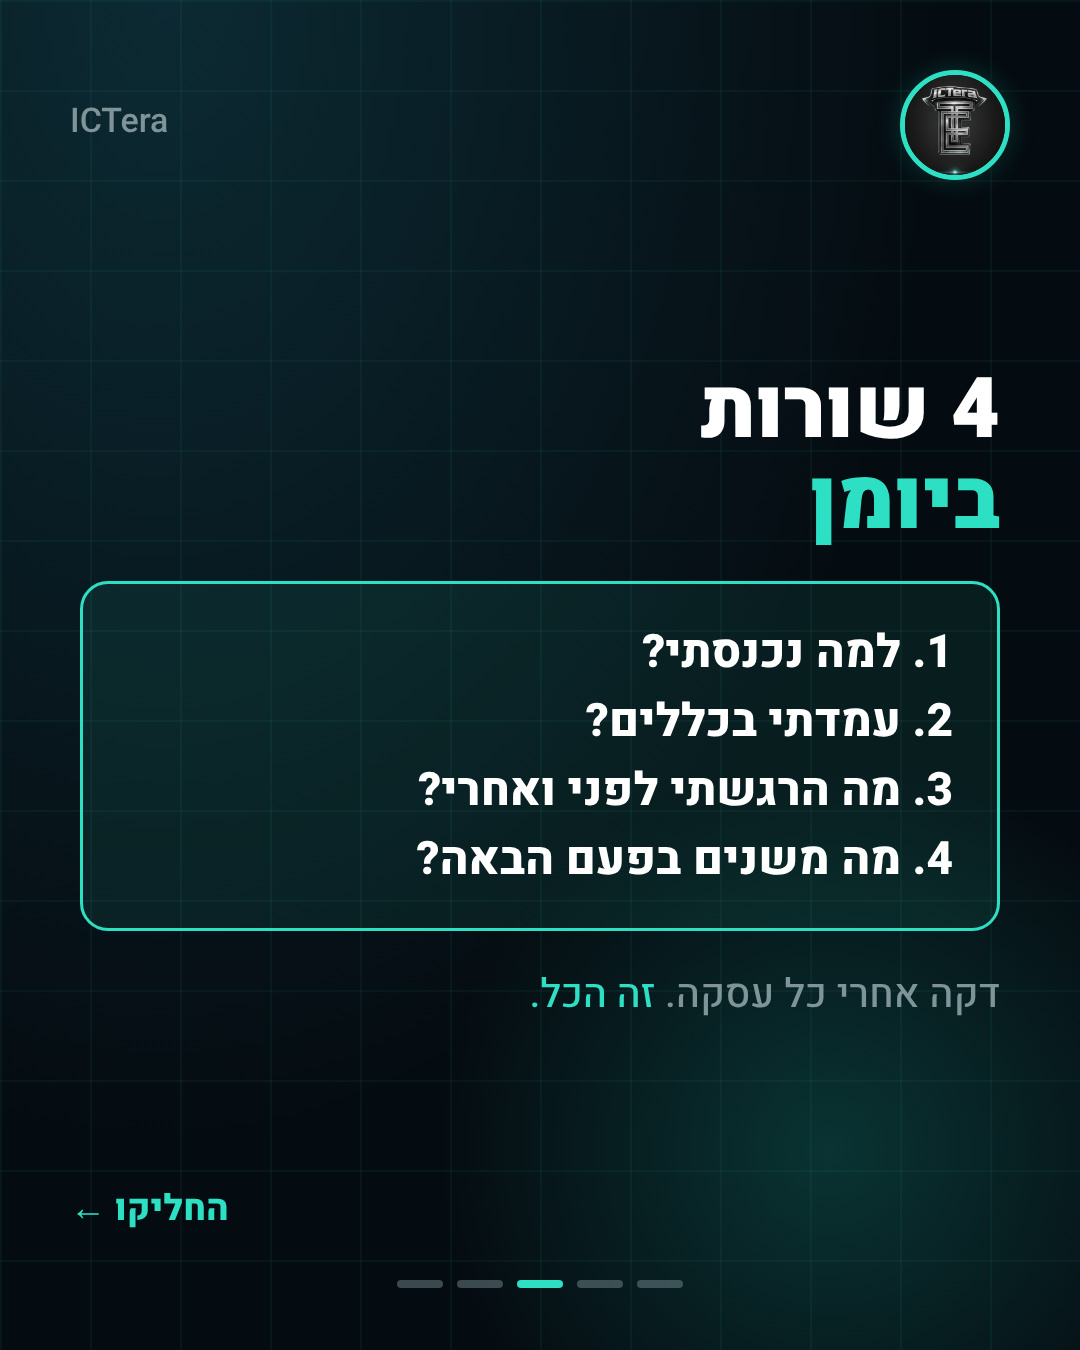 ICTera
ICTera
4 שורות
ביומן
1. למה נכנסתי?
2. עמדתי בכללים?
3. מה הרגשתי לפני ואחרי?
4. מה משנים בפעם הבאה?
דקה אחרי כל עסקה. זה הכל.
החליקו ←